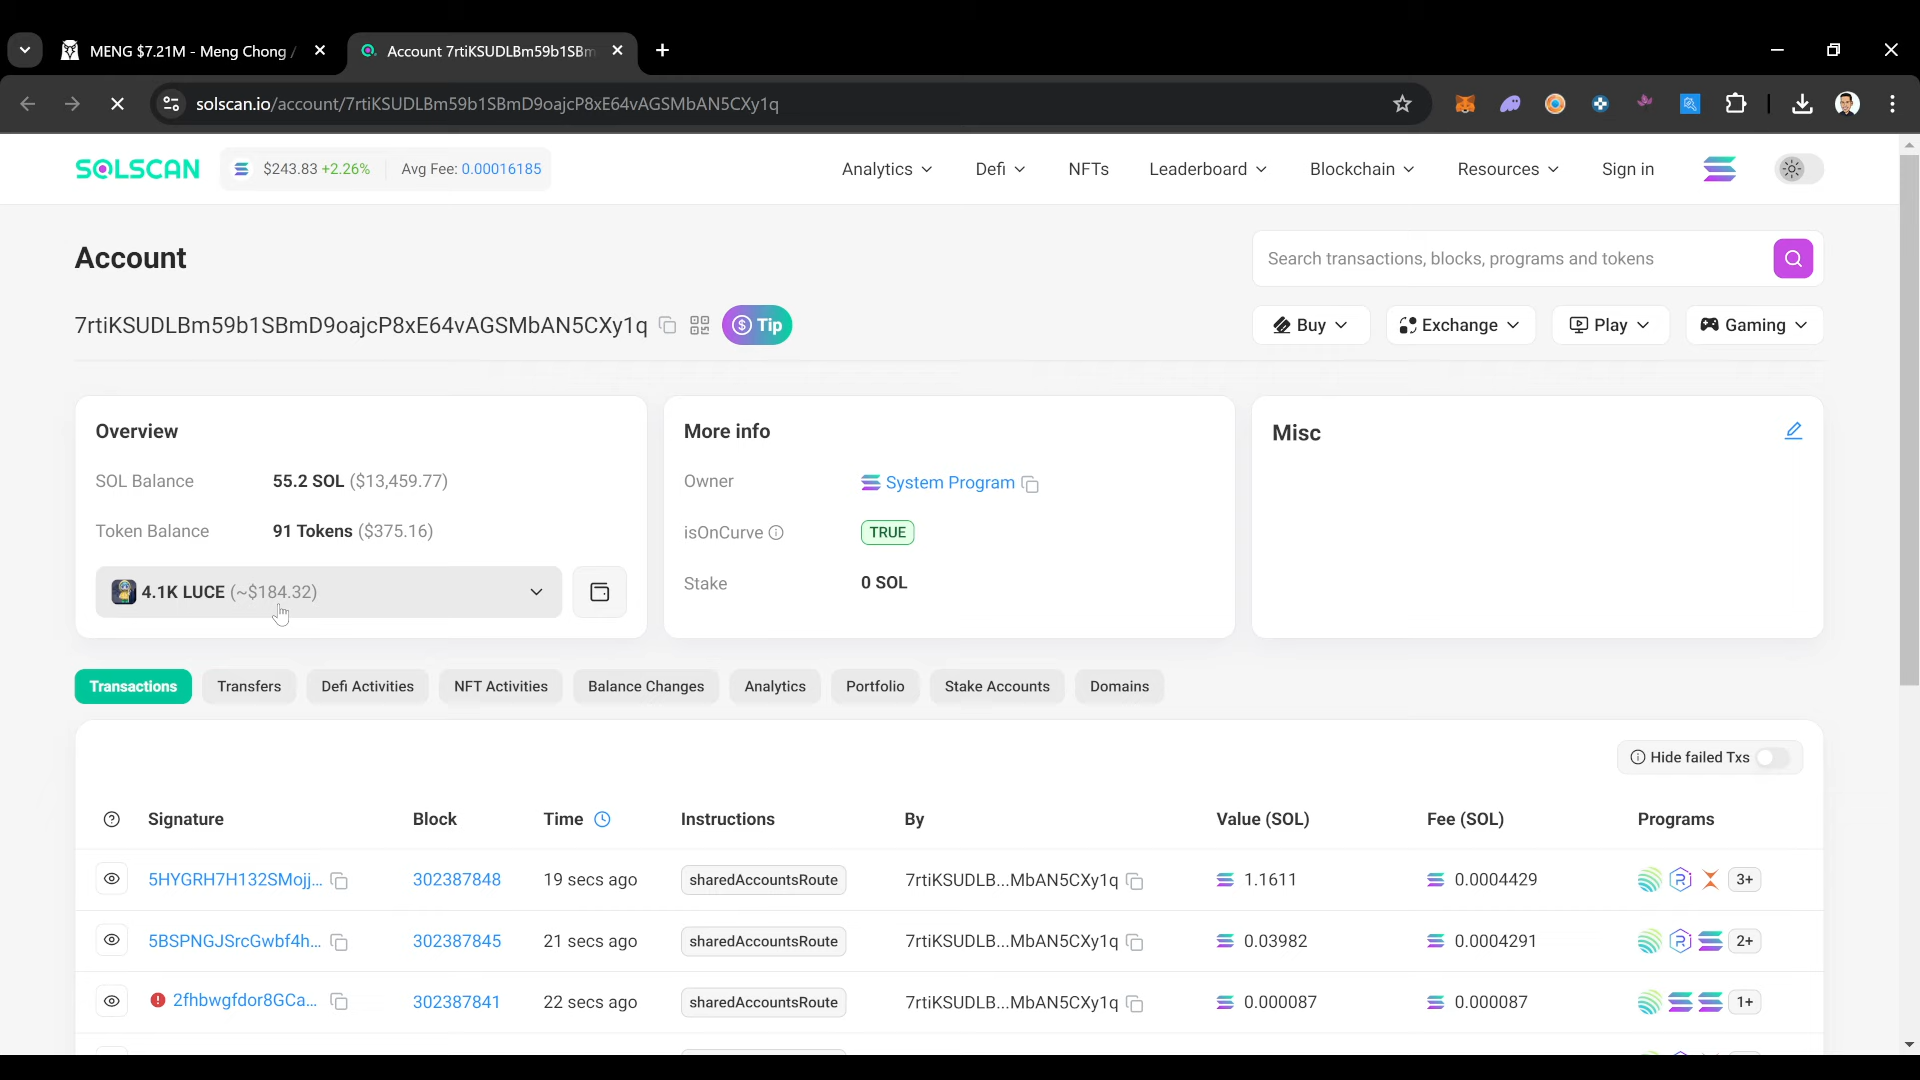 MENG $7.21M - Meng Chong /
Account 7rtiKSUDLBm59b1SBm
solscan.io/account/7rtiKSUDLBm59b1SBmD9oajcP8xE64vAGSMbAN5CXy1q
SOLSCAN
$243.83 +2.26%
Avg Fee: 0.00016185
Analytics
Defi
NFTs
Leaderboard
Blockchain
Resources
Sign in
Account
Search transactions, blocks, programs and tokens
7rtiKSUDLBm59b1SBmD9oajcP8xE64vAGSMbAN5CXy1q
Tip
Buy
Exchange
Play
Gaming
Overview
SOL Balance 55.2 SOL ($13,459.77)
Token Balance 91 Tokens ($375.16)
4.1K LUCE (~$184.32)
More info
Owner System Program
isOnCurve TRUE
Stake 0 SOL
Misc
Transactions
Transfers
Defi Activities
NFT Activities
Balance Changes
Analytics
Portfolio
Stake Accounts
Domains
Hide failed Txs
Signature Block Time Instructions By Value (SOL) Fee (SOL) Programs
5HYGRH7H132SMojj... 302387848 19 secs ago sharedAccountsRoute 7rtiKSUDLB...MbAN5CXy1q 1.1611 0.0004429 3+
5BSPNGJSrcGwbf4h... 302387845 21 secs ago sharedAccountsRoute 7rtiKSUDLB...MbAN5CXy1q 0.03982 0.0004291 2+
2fhbwgfdor8GCa... 302387841 22 secs ago sharedAccountsRoute 7rtiKSUDLB...MbAN5CXy1q 0.000087 0.000087 1+